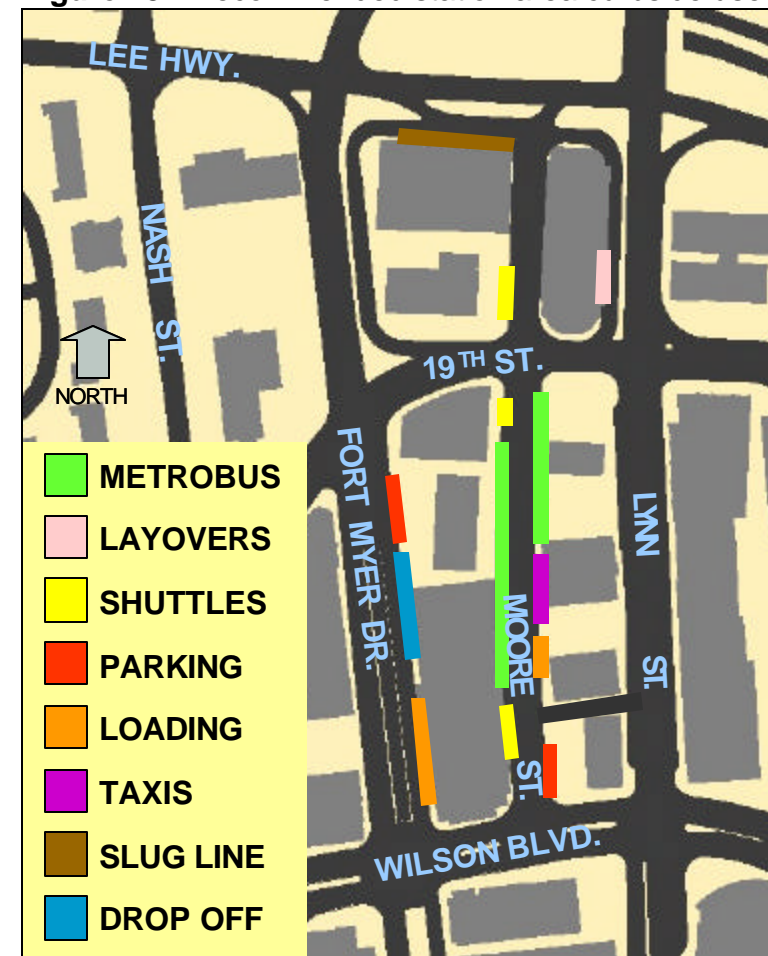 LEE HWY.
NASH ST.
19TH ST.
NORTH
FORT MYER DR.
LYNN ST.
MOORE ST.
WILSON BLVD.
METROBUS
LAYOVERS
SHUTTLES
PARKING
LOADING
TAXIS
SLUG LINE
DROP OFF